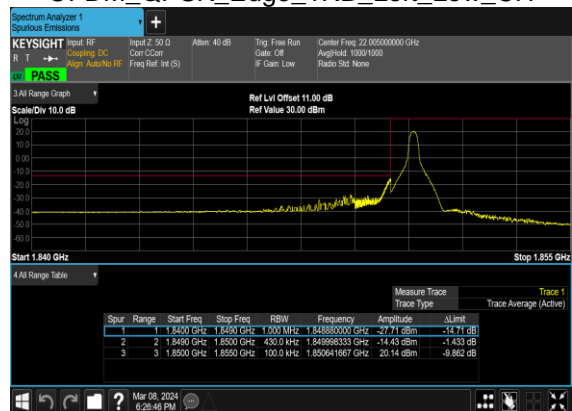 Spectrum Analyzer 1
Spurious Emissions
KEYSIGHT Input: RF Input Z: 50 Ω Atten: 40 dB Trig: Free Run Center Freq: 22.005000000 GHz
R T Coupling: DC Corr CCorr Gate: Off Avg|Hold: 1000/1000
Align: Auto/No RF Freq Ref: Int (S) IF Gain: Low Radio Std: None
LW PASS
3 All Range Graph
Ref Lvl Offset 11.00 dB
Scale/Div 10.0 dB Ref Value 30.00 dBm
Log
20.0
10.0
0.00
-10.0
-20.0
-30.0
-40.0
-50.0
-60.0
Start 1.840 GHz Stop 1.855 GHz
4 All Range Table
Measure Trace Trace 1
Trace Type Trace Average (Active)
Spur Range Start Freq Stop Freq RBW Frequency Amplitude ΔLimit
1 1 1.8400 GHz 1.8490 GHz 1.000 MHz 1.848880000 GHz -27.71 dBm -14.71 dB
2 2 1.8490 GHz 1.8500 GHz 430.0 kHz 1.849998333 GHz -14.43 dBm -1.433 dB
3 3 1.8500 GHz 1.8550 GHz 100.0 kHz 1.850641667 GHz 20.14 dBm -9.862 dB
? Mar 08, 2024
6:26:46 PM